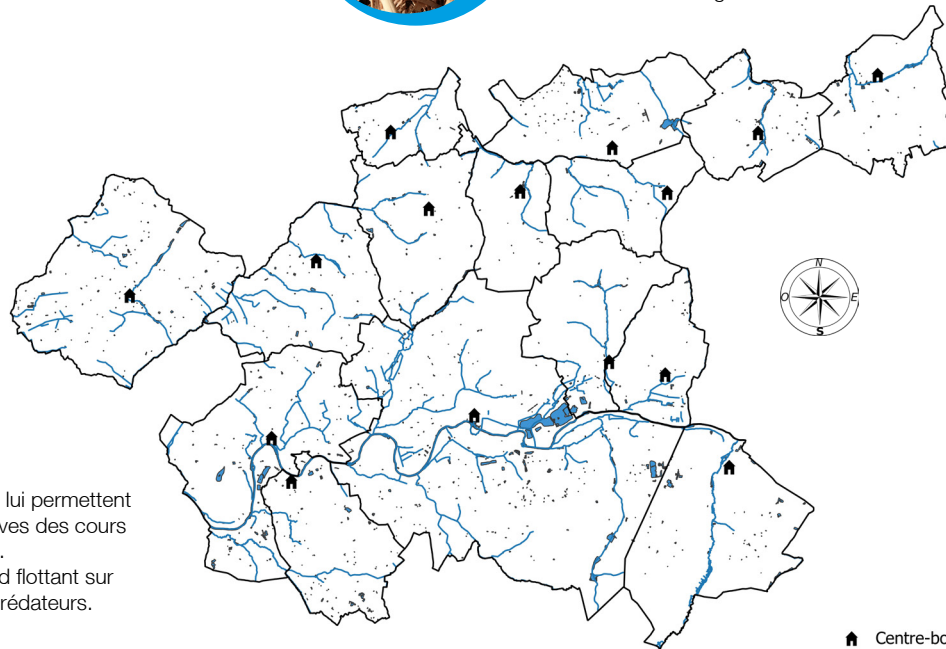 N
O
E
S
lui permettent
ves des cours
.
d flottant sur
rédateurs.
Centre-bo